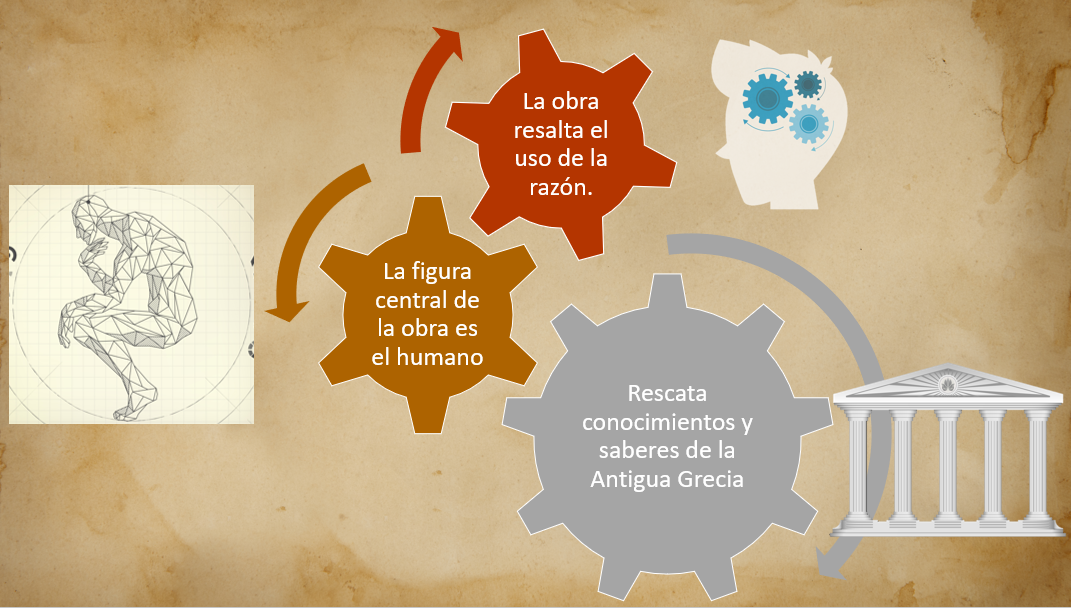 La obra
resalta el
uso de la
razón.
La figura
central de
la obra es
el humano
Rescata
conocimientos y
saberes de la
Antigua Grecia